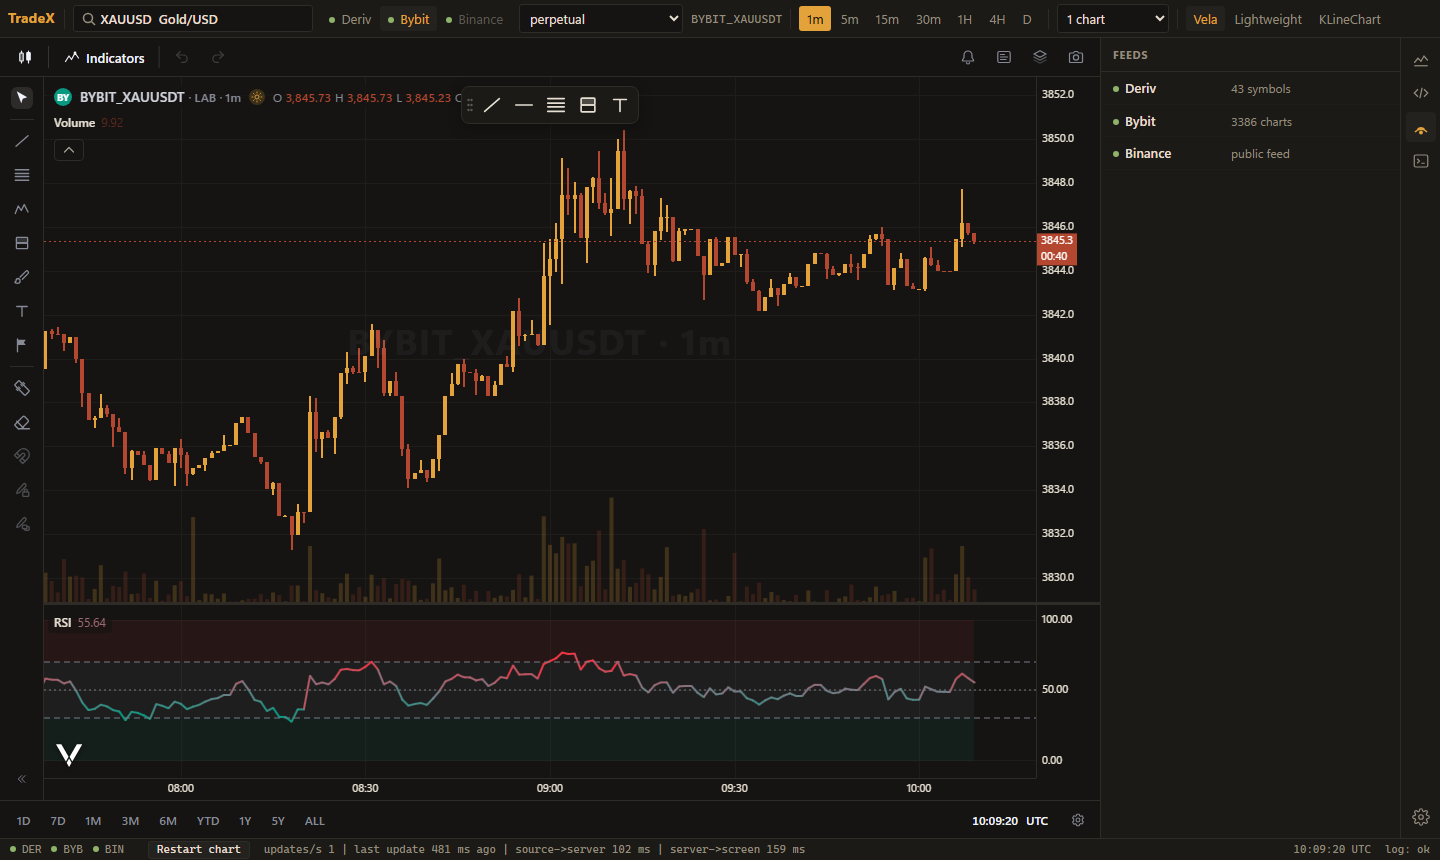 TradeX XAUUSD Gold/USD Deriv Bybit Binance perpetual BYBIT_XAUUSDT 1m 5m 15m 30m 1H 4H D 1 chart Vela Lightweight KLineChart
Indicators
FEEDS
Deriv 43 symbols
Bybit 3386 charts
Binance public feed
BY BYBIT_XAUUSDT · LAB · 1m O 3,845.73 H 3,845.73 L 3,845.23 C
T
Volume 9.92
BYBIT_XAUUSDT · 1m
3852.0
3850.0
3848.0
3846.0
3845.3
00:40
3844.0
3842.0
3840.0
3838.0
3836.0
3834.0
3832.0
3830.0
RSI 55.64
100.00
50.00
0.00
08:00 08:30 09:00 09:30 10:00
1D 7D 1M 3M 6M YTD 1Y 5Y ALL 10:09:20 UTC
DER BYB BIN Restart chart updates/s 1 | last update 481 ms ago | source->server 102 ms | server->screen 159 ms 10:09:20 UTC log: ok